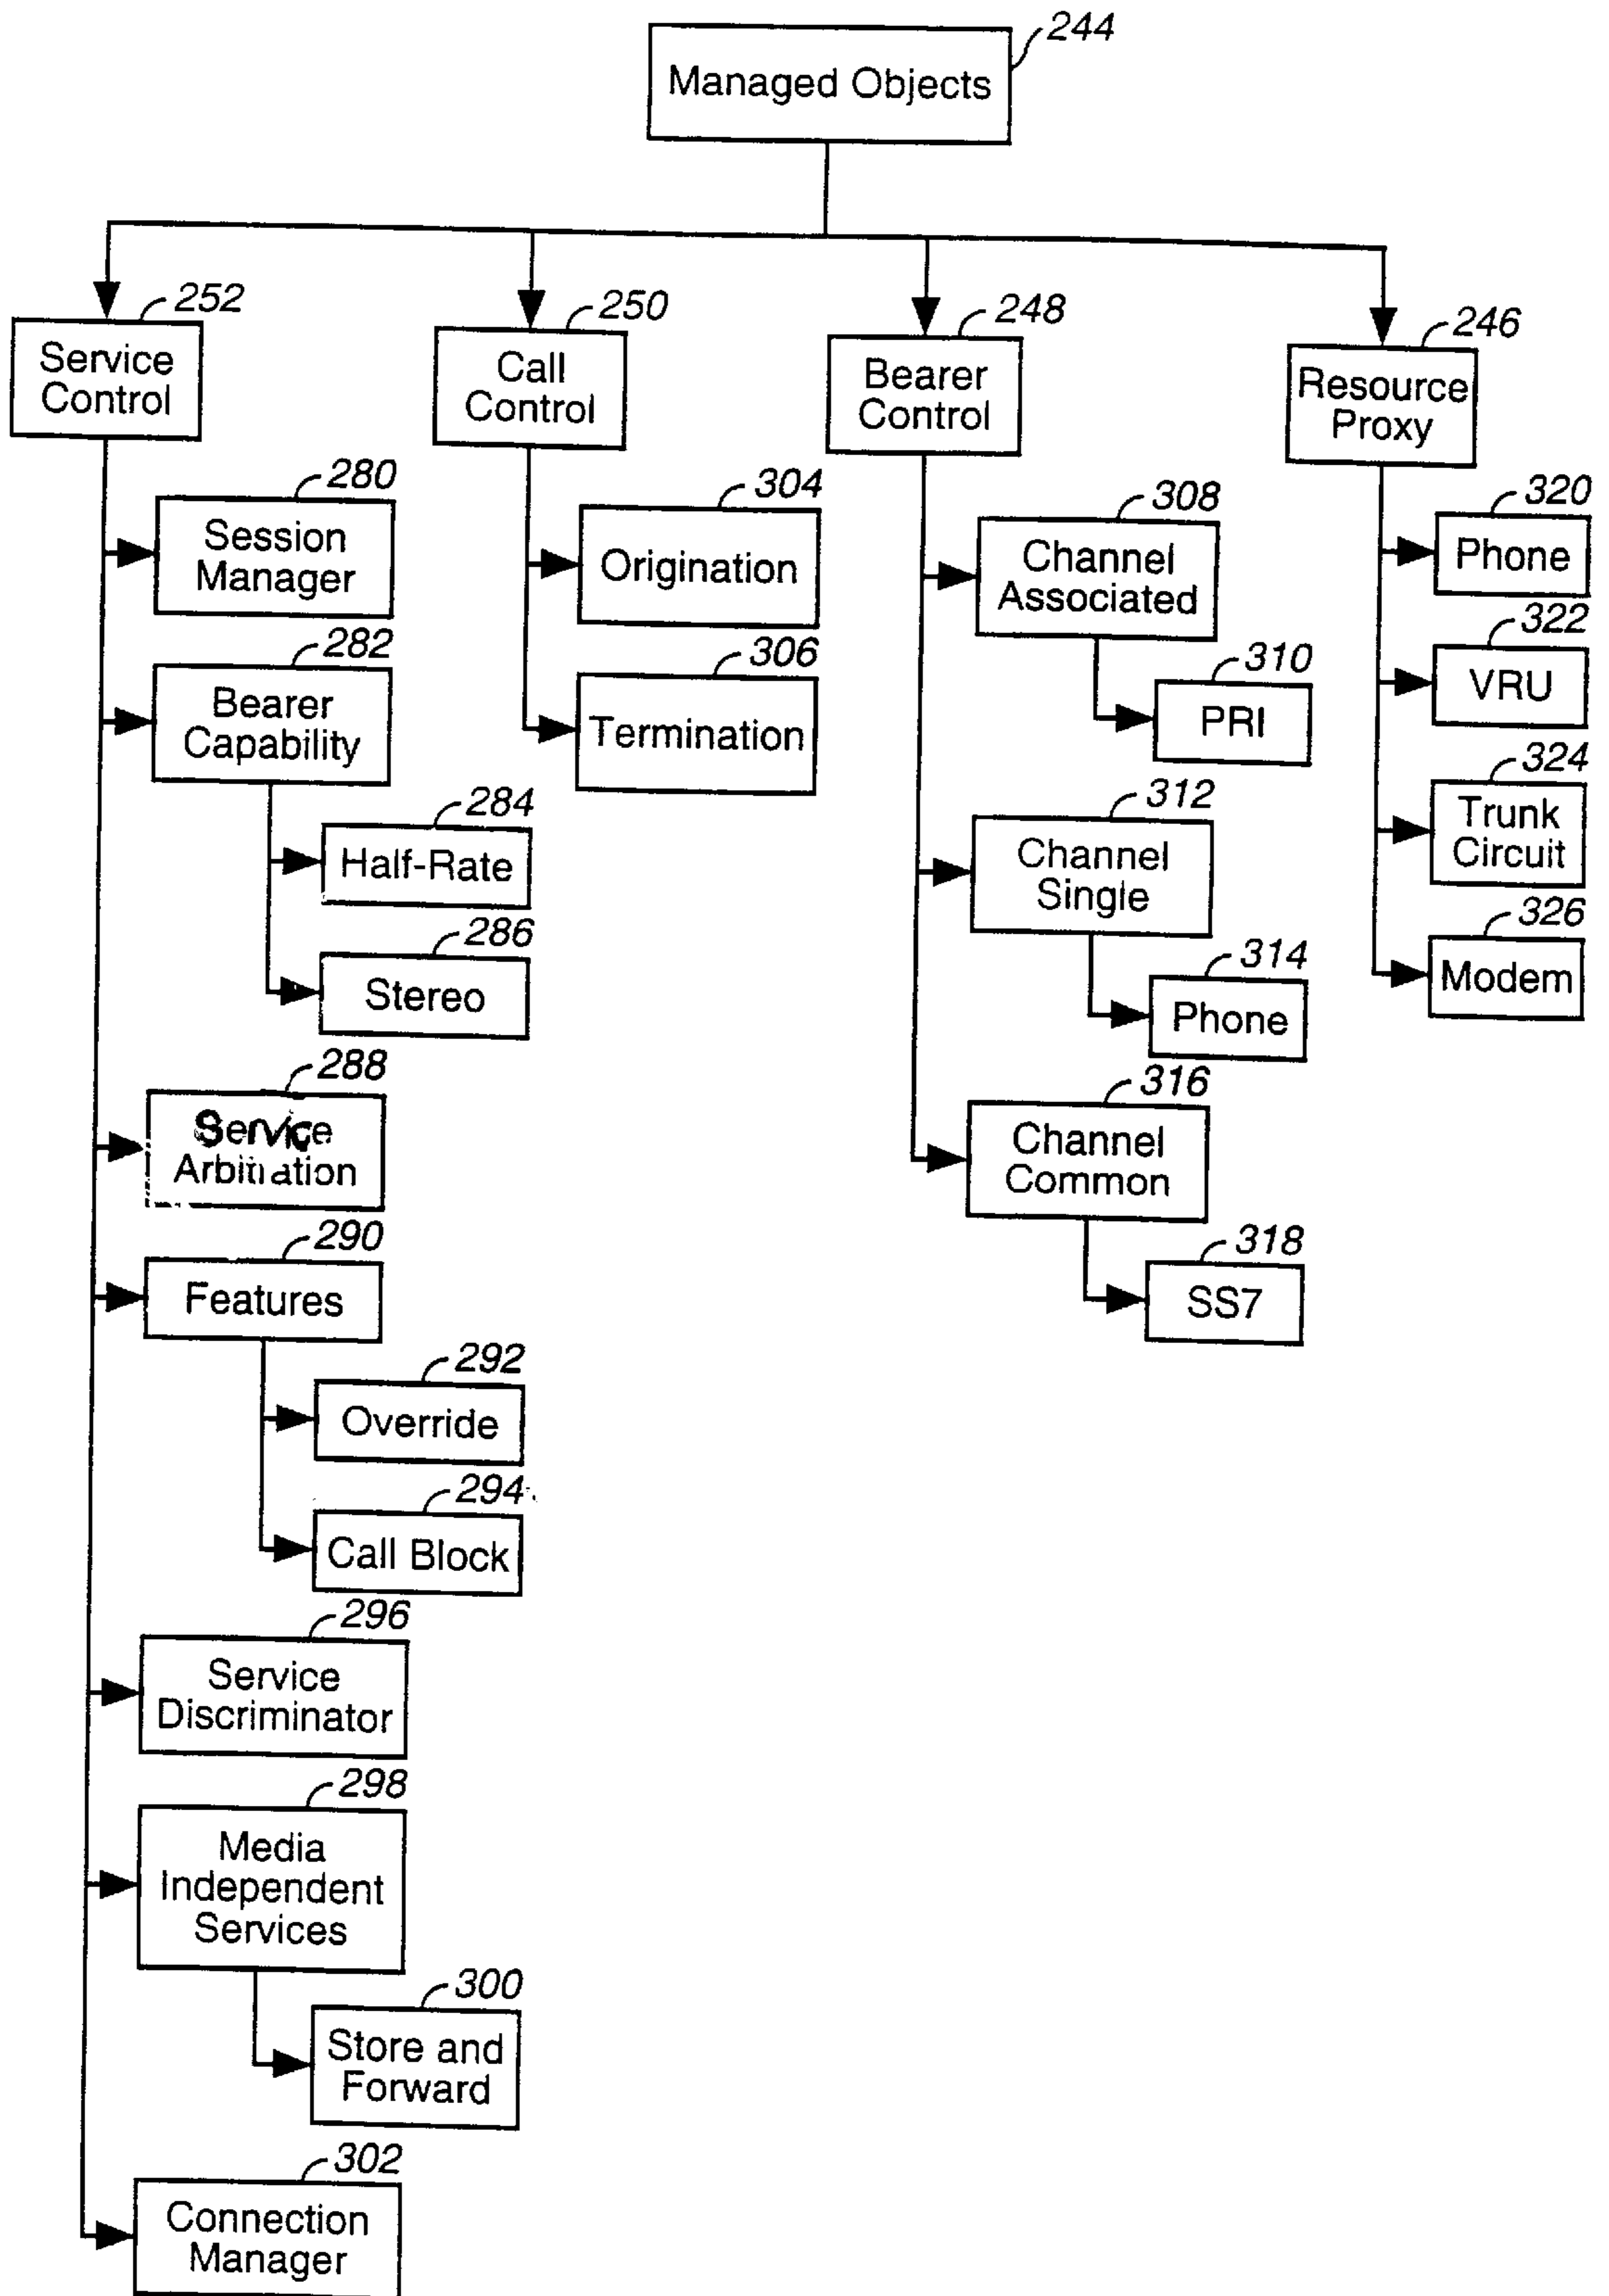 244
Managed Objects
252
Service
Control
280
Session
Manager
282
Bearer
Capability
284
Half-Rate
286
Stereo
288
Service
Arbitration
290
Features
292
Override
294
Call Block
296
Service
Discriminator
298
Media
Independent
Services
300
Store and
Forward
302
Connection
Manager
250
Call
Control
304
Origination
306
Termination
248
Bearer
Control
308
Channel
Associated
310
PRI
312
Channel
Single
314
Phone
316
Channel
Common
318
SS7
246
Resource
Proxy
320
Phone
322
VRU
324
Trunk
Circuit
326
Modem